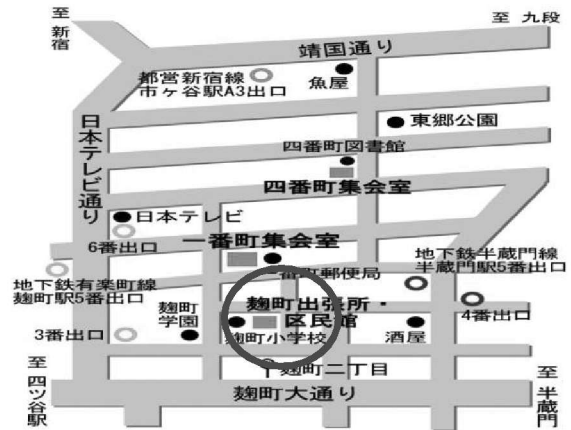 至 新宿
至 九段
靖国通り
都営新宿線
市ヶ谷駅A3出口
魚屋
日本テレビ通り
東郷公園
四番町図書館
四番町集会室
日本テレビ
6番出口
一番町集会室
地下鉄半蔵門線
半蔵門駅5番出口
一番町郵便局
地下鉄有楽町線
麹町駅5番出口
麹町
学園
麹町出張所・
区民館
4番出口
3番出口
麹町小学校
酒屋
至 四ツ谷駅
麹町二丁目
至 半蔵門
麹町大通り